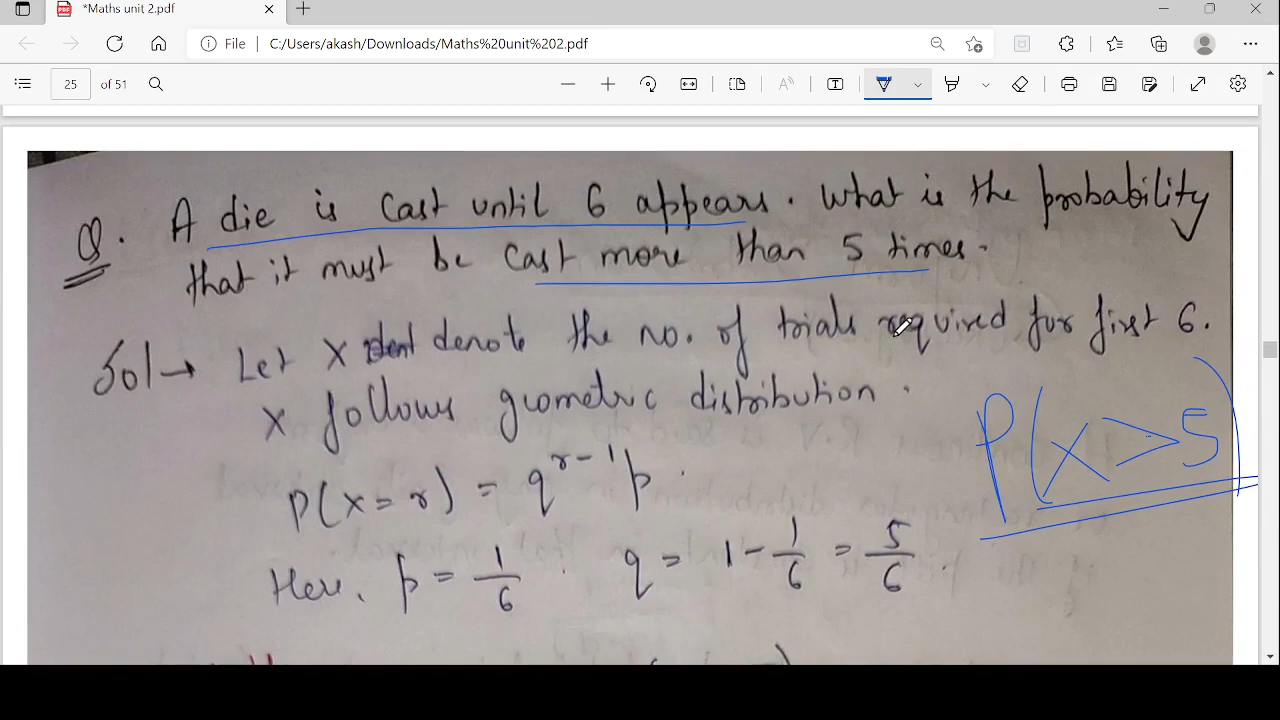 *Maths unit 2.pdf
File C:/Users/akash/Downloads/Maths%20unit%202.pdf
25 of 51
Q. A die is cast until 6 appears. What is the probability
that it must be cast more than 5 times.
Sol → Let X denote the no. of trials required for first 6.
X follows geometric distribution.
P(X>5)
P(X=r) = q^{r-1} p.
Here, p = 1/6 . q = 1 - 1/6 = 5/6.